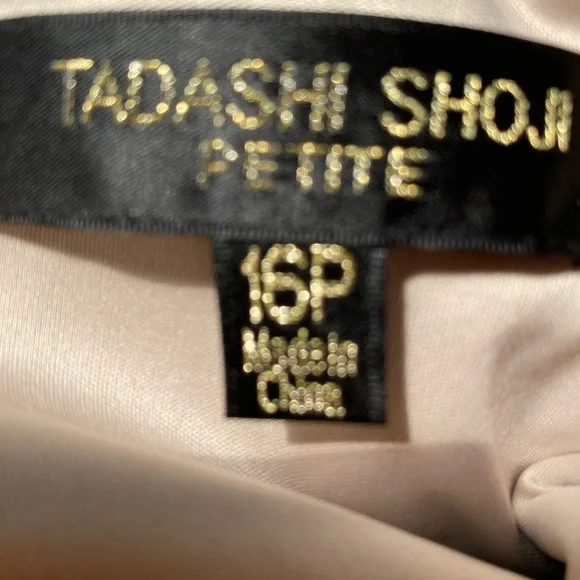 TADASHI SHOJI
PETITE
16P
Made in
China